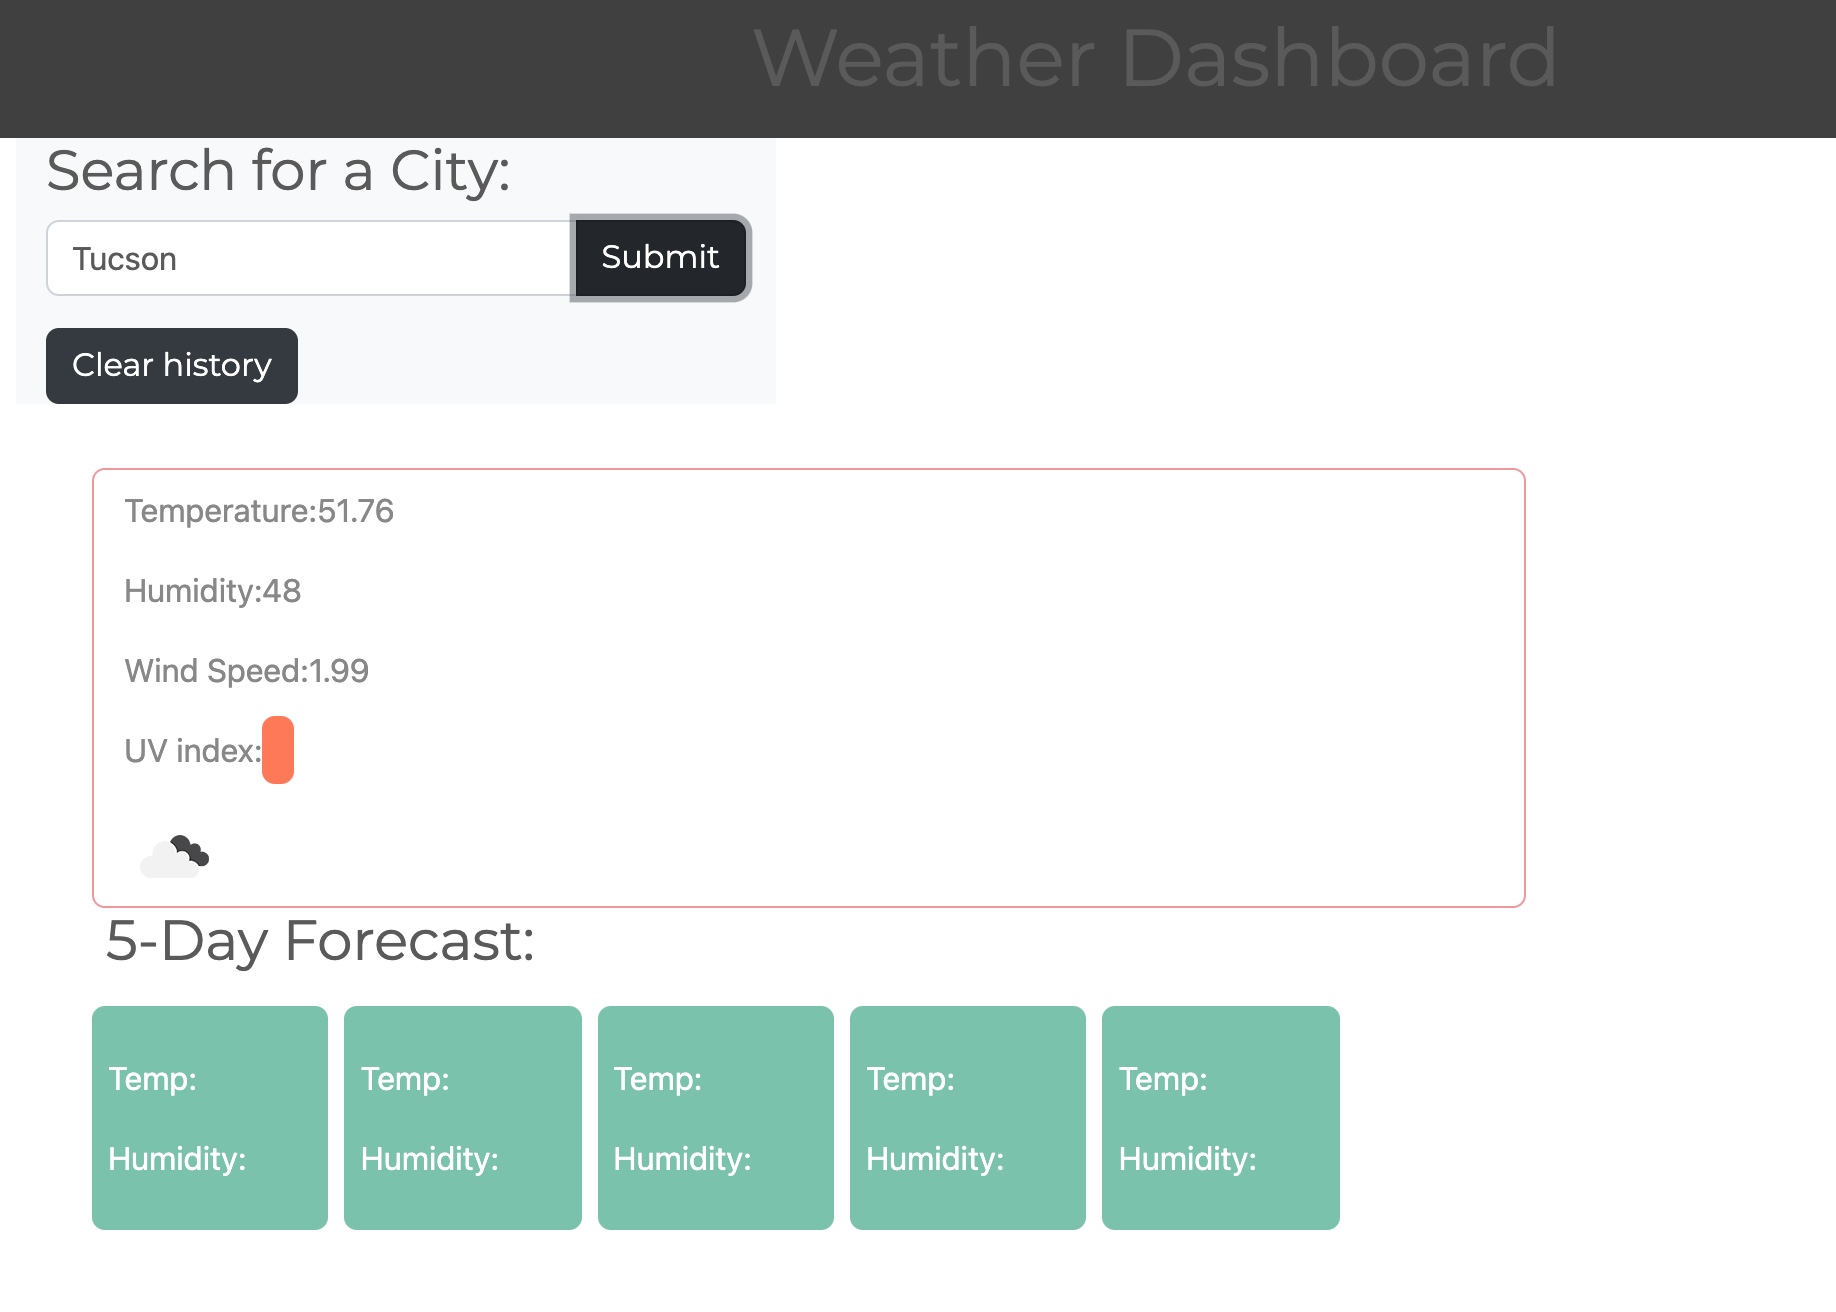 Weather Dashboard
Search for a City:
Tucson
Submit
Clear history
Temperature:51.76
Humidity:48
Wind Speed:1.99
UV index:
5-Day Forecast:
Temp: Temp: Temp: Temp: Temp:
Humidity: Humidity: Humidity: Humidity: Humidity: